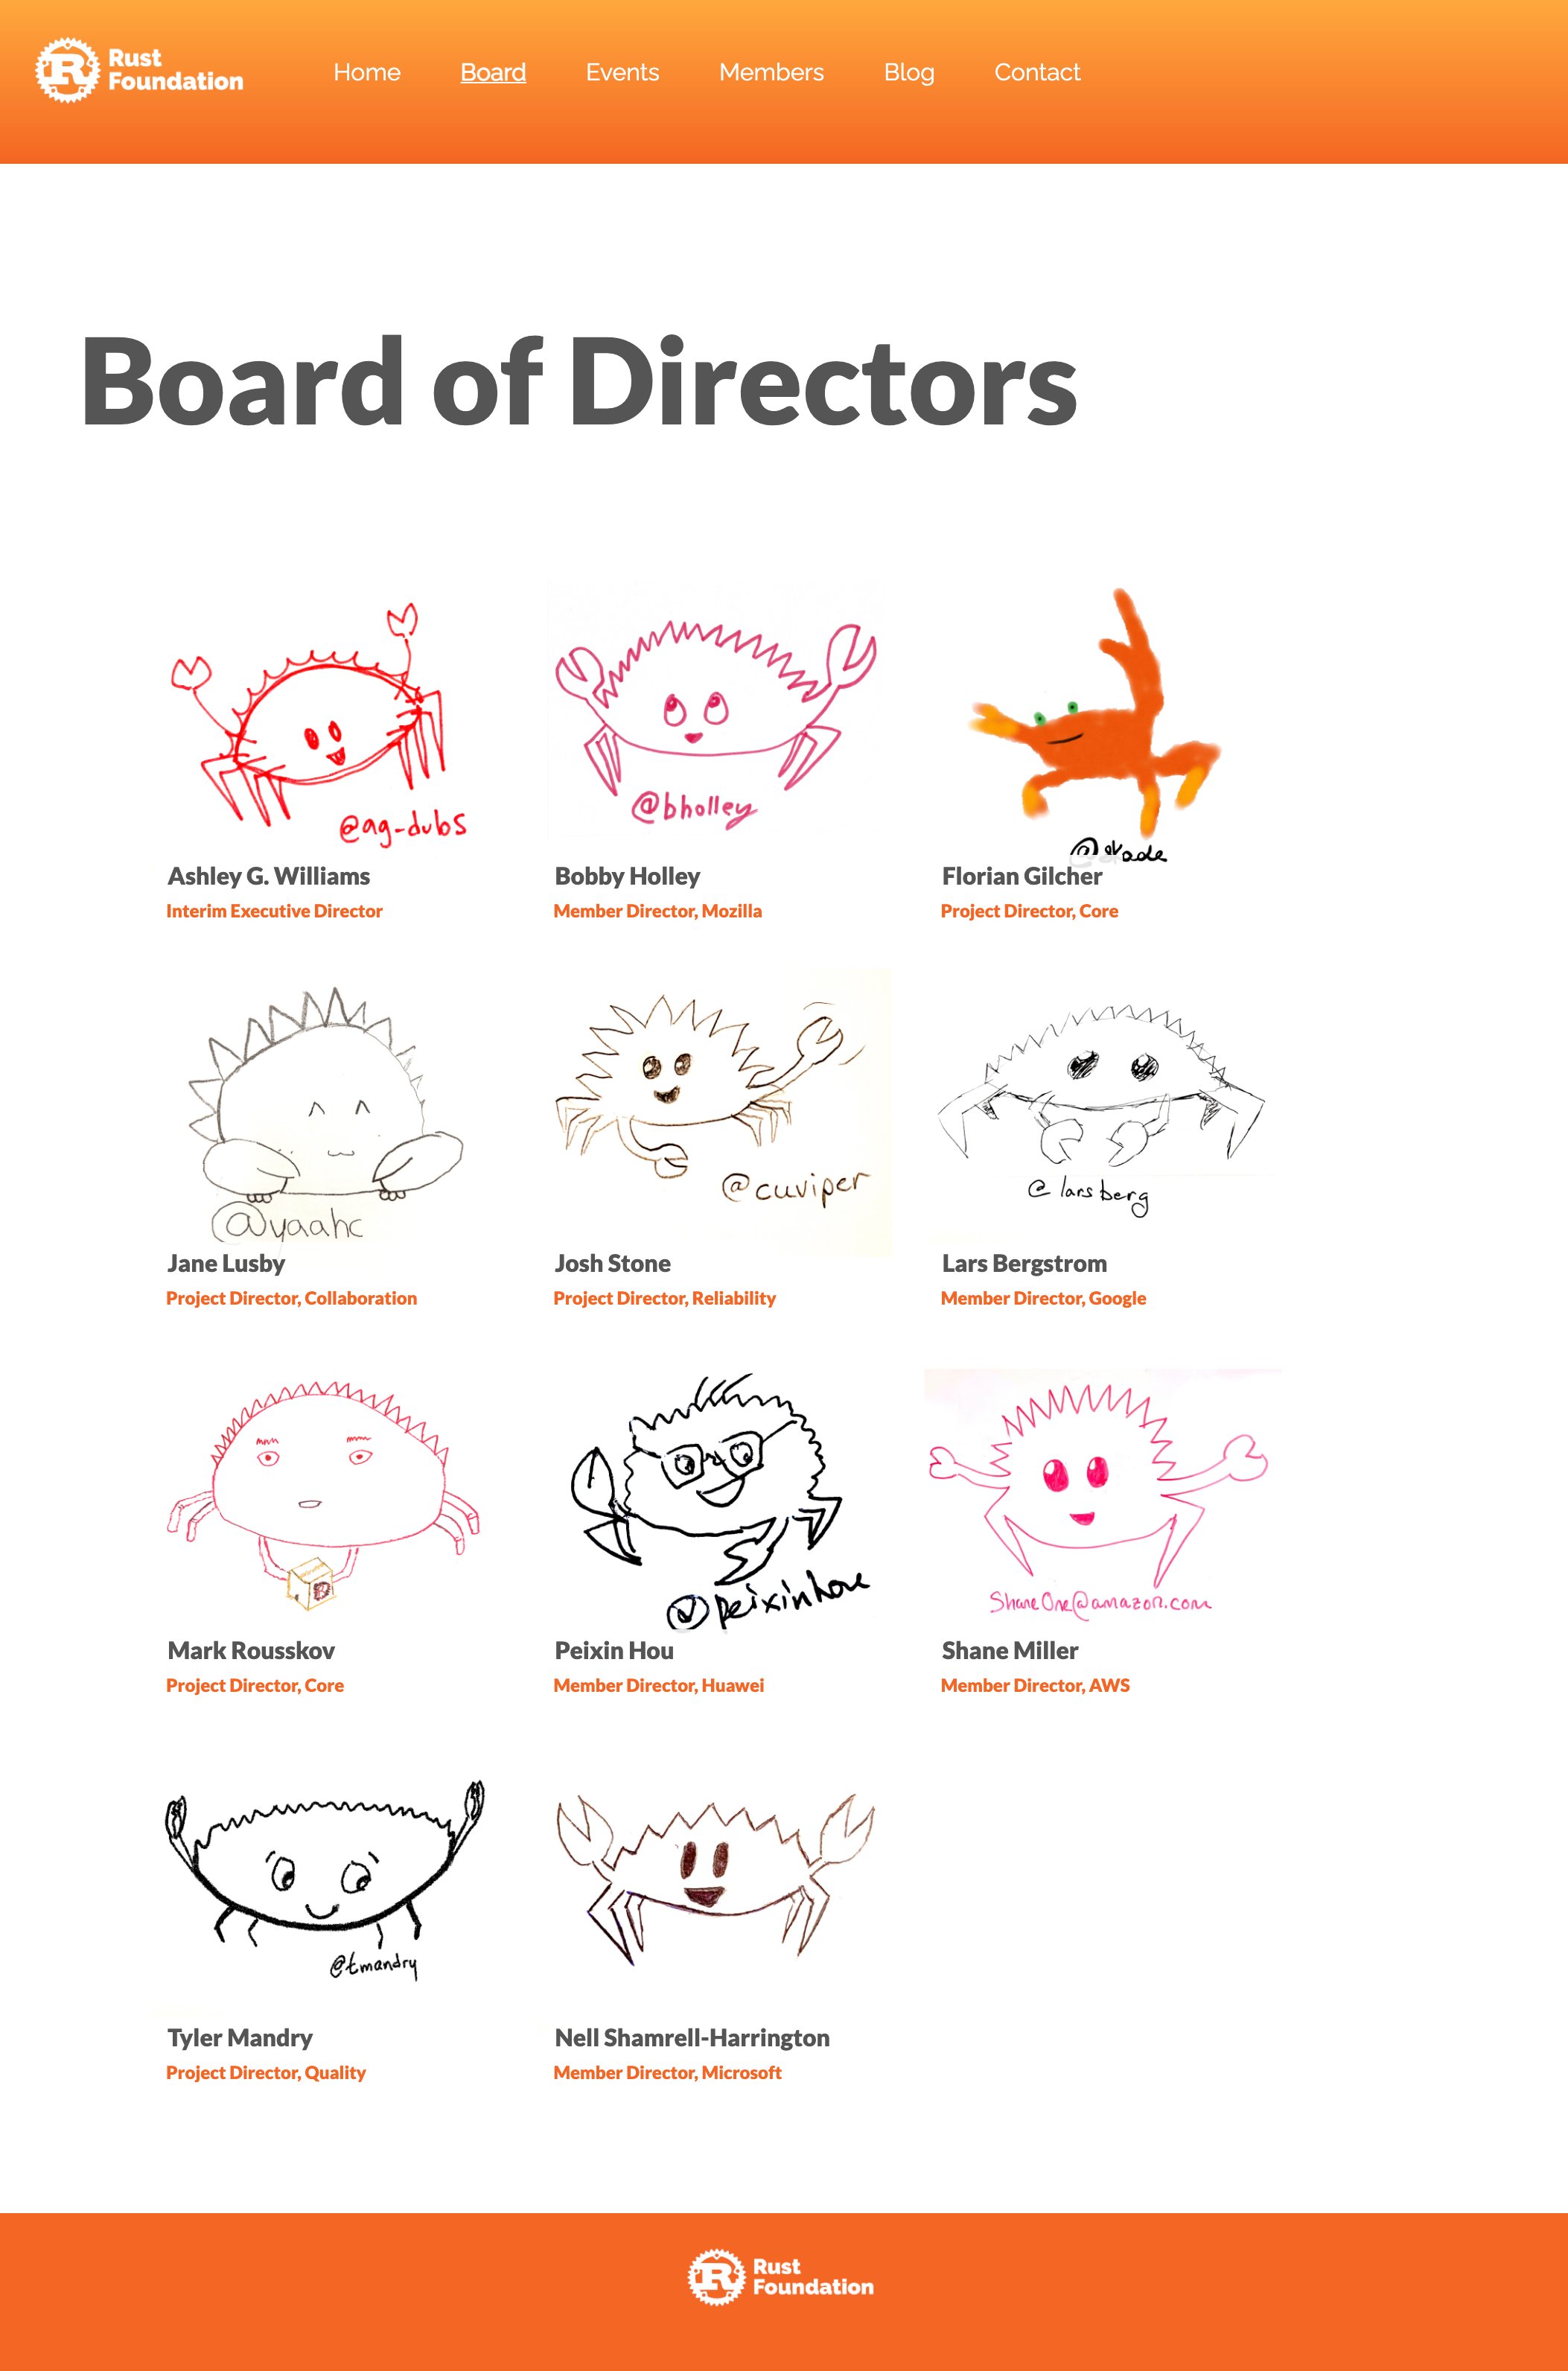 Rust
Foundation
Home Board Events Members Blog Contact
Board of Directors
@ag-dubs
Ashley G. Williams
Interim Executive Director
@bholley
Bobby Holley
Member Director, Mozilla
@skade
Florian Gilcher
Project Director, Core
@yaahc
Jane Lusby
Project Director, Collaboration
@cuviper
Josh Stone
Project Director, Reliability
@larsberg
Lars Bergstrom
Member Director, Google
Mark Rousskov
Project Director, Core
@peixinhou
Peixin Hou
Member Director, Huawei
ShaneOne@amazon.com
Shane Miller
Member Director, AWS
@tmandry
Tyler Mandry
Project Director, Quality
Nell Shamrell-Harrington
Member Director, Microsoft
Rust
Foundation